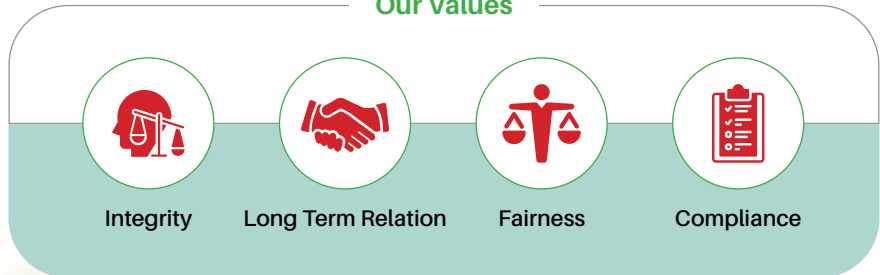 Our Values
Integrity
Long Term Relation
Fairness
Compliance